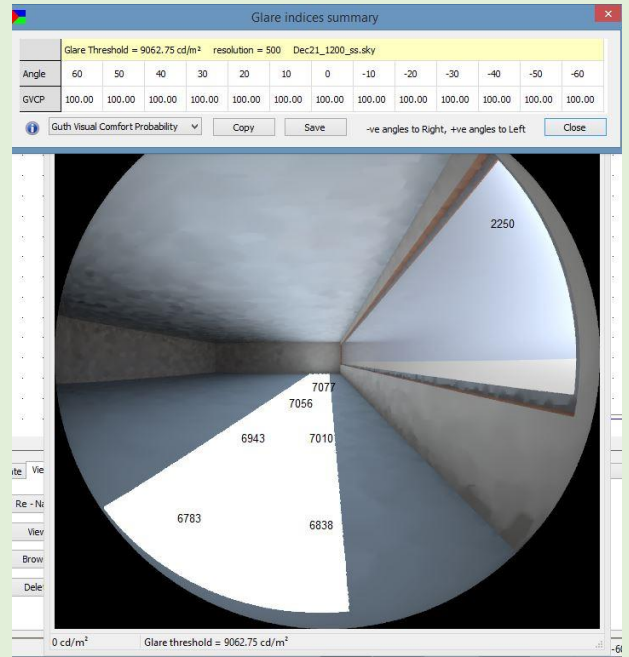 Glare indices summary
Glare Threshold = 9062.75 cd/m² resolution = 500 Dec21_1200_ss.sky
Angle 60 50 40 30 20 10 0 -10 -20 -30 -40 -50 -60
GVCP 100.00 100.00 100.00 100.00 100.00 100.00 100.00 100.00 100.00 100.00 100.00 100.00 100.00
Guth Visual Comfort Probability Copy Save -ve angles to Right, +ve angles to Left Close
2250
7077
7056
6943 7010
6783
6838
Vie
Re - Na
View
Brow
Delet
0 cd/m² Glare threshold = 9062.75 cd/m²